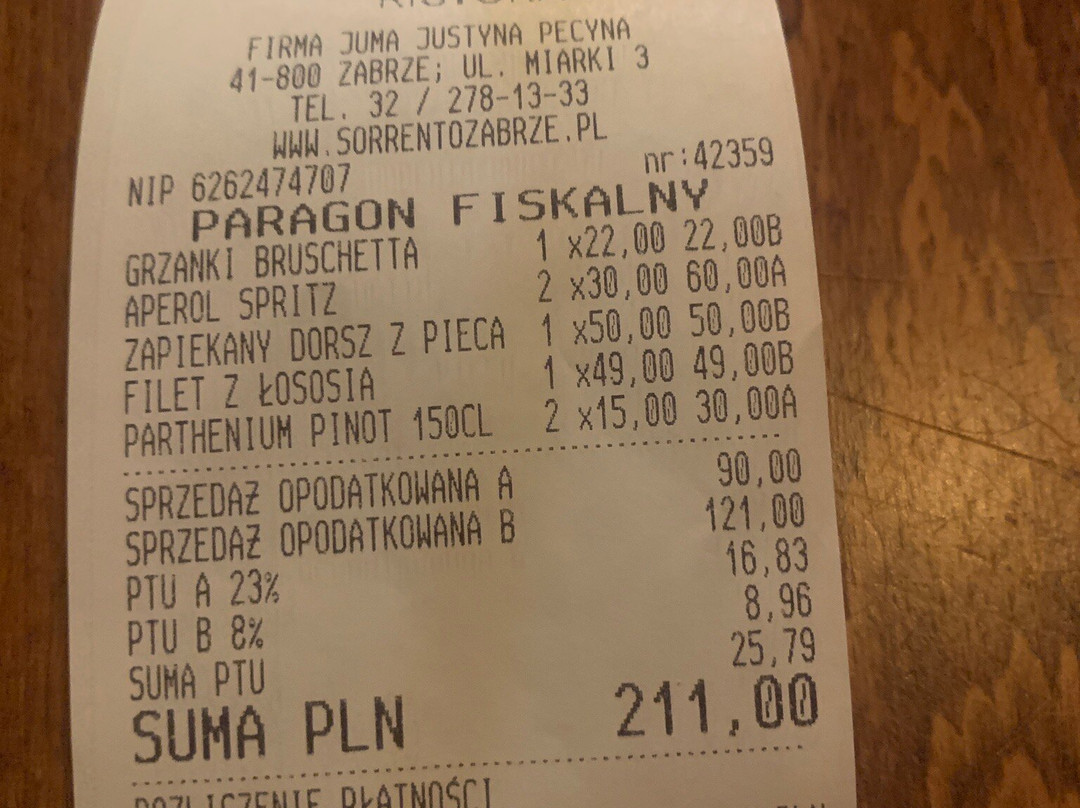 FIRMA JUMA JUSTYNA PECYNA
41-800 ZABRZE; UL. MIARKI 3
TEL. 32 / 278-13-33
WWW.SORRENTOZABRZE.PL
NIP 6262474707 nr:42359
PARAGON FISKALNY
GRZANKI BRUSCHETTA 1 x22,00 22,00B
APEROL SPRITZ 2 x30,00 60,00A
ZAPIEKANY DORSZ Z PIECA 1 x50,00 50,00B
FILET Z ŁOSOSIA 1 x49,00 49,00B
PARTHENIUM PINOT 150CL 2 x15,00 30,00A
SPRZEDAŻ OPODATKOWANA A 90,00
SPRZEDAŻ OPODATKOWANA B 121,00
PTU A 23% 16,83
PTU B 8% 8,96
SUMA PTU 25,79
SUMA PLN 211,00
ROZLICZENIE PŁATNOŚCI